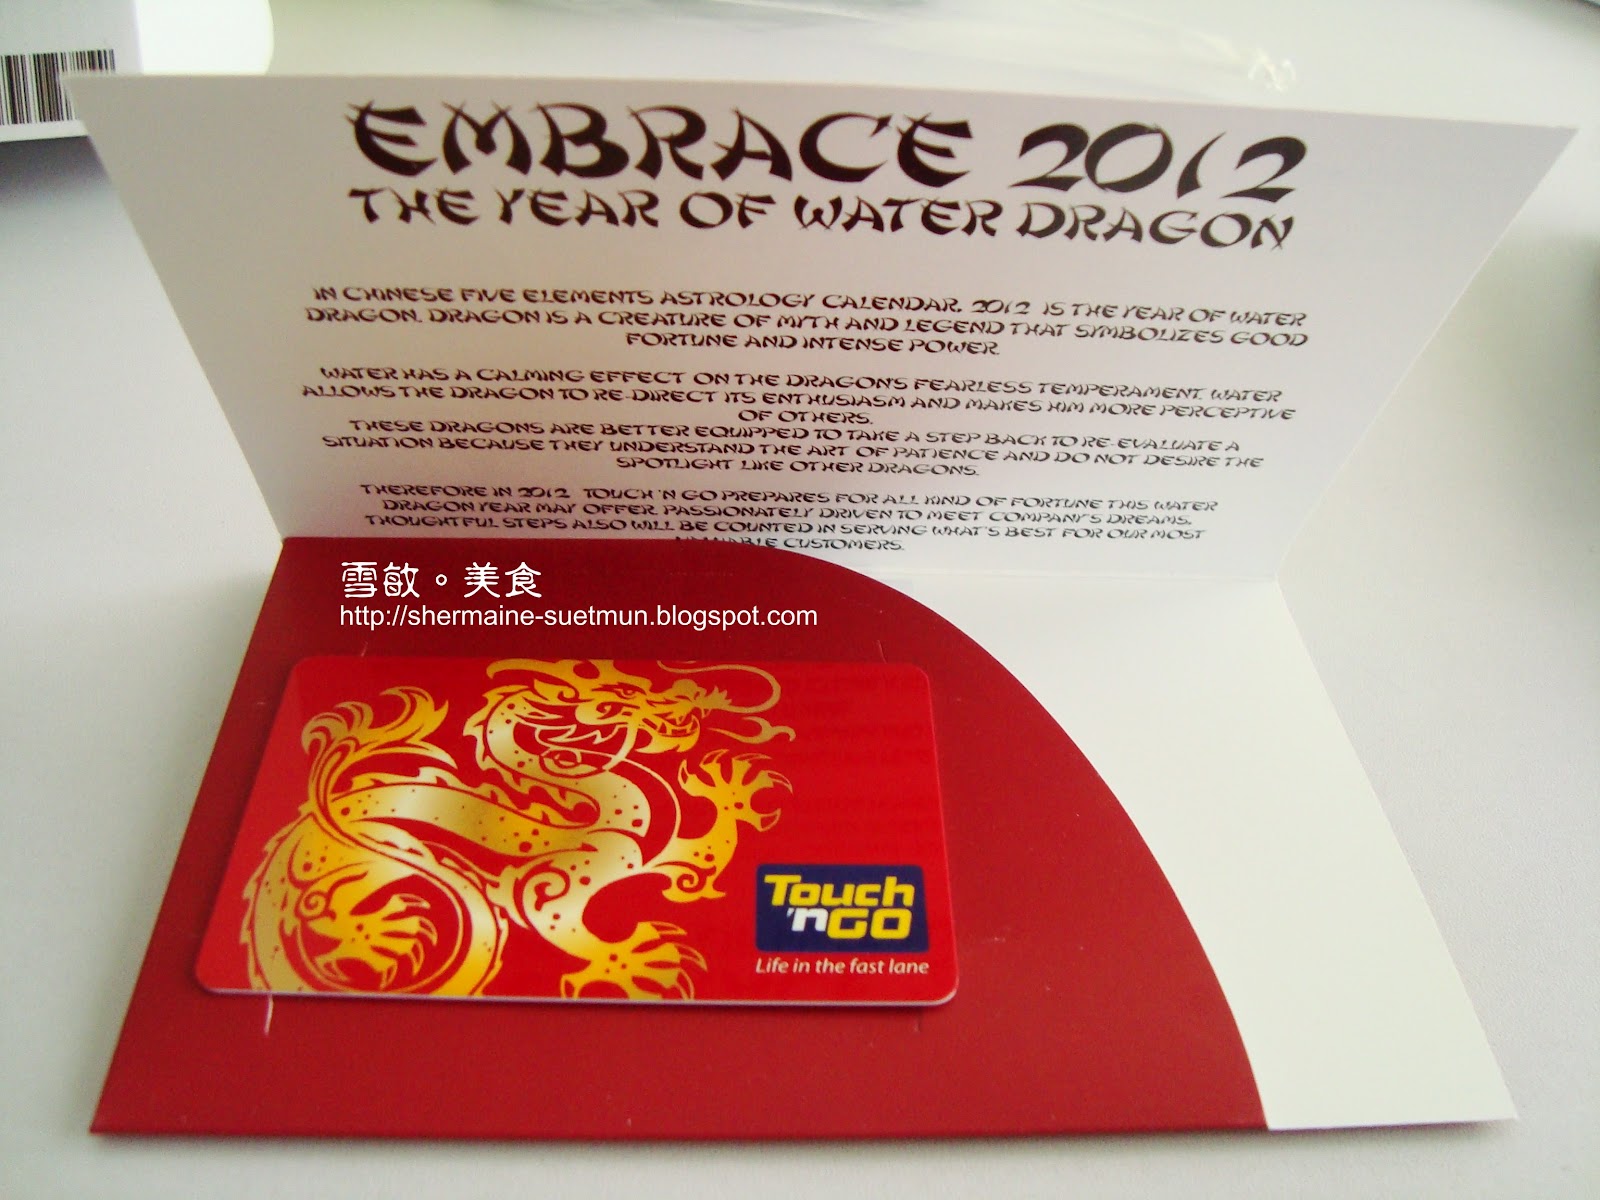 EMBRACE 2012
THE YEAR OF WATER DRAGON
IN CHINESE FIVE ELEMENTS ASTROLOGY CALENDAR, 2012 IS THE YEAR OF WATER
DRAGON. DRAGON IS A CREATURE OF MYTH AND LEGEND THAT SYMBOLIZES GOOD
FORTUNE AND INTENSE POWER.
WATER HAS A CALMING EFFECT ON THE DRAGON'S FEARLESS TEMPERAMENT. WATER
ALLOWS THE DRAGON TO RE-DIRECT ITS ENTHUSIASM AND MAKES HIM MORE PERCEPTIVE
OF OTHERS.
THESE DRAGONS ARE BETTER EQUIPPED TO TAKE A STEP BACK TO RE-EVALUATE A
SITUATION BECAUSE THEY UNDERSTAND THE ART OF PATIENCE AND DO NOT DESIRE THE
SPOTLIGHT LIKE OTHER DRAGONS.
THEREFORE IN 2012 TOUCH 'N GO PREPARES FOR ALL KIND OF FORTUNE THIS WATER
DRAGON YEAR MAY OFFER. PASSIONATELY DRIVEN TO MEET COMPANY'S DREAMS,
THOUGHTFUL STEPS ALSO WILL BE COUNTED IN SERVING WHAT'S BEST FOR OUR MOST
CUSTOMERS.
雪敏。美食
http://shermaine-suetmun.blogspot.com
Touch
'nGO
Life in the fast lane